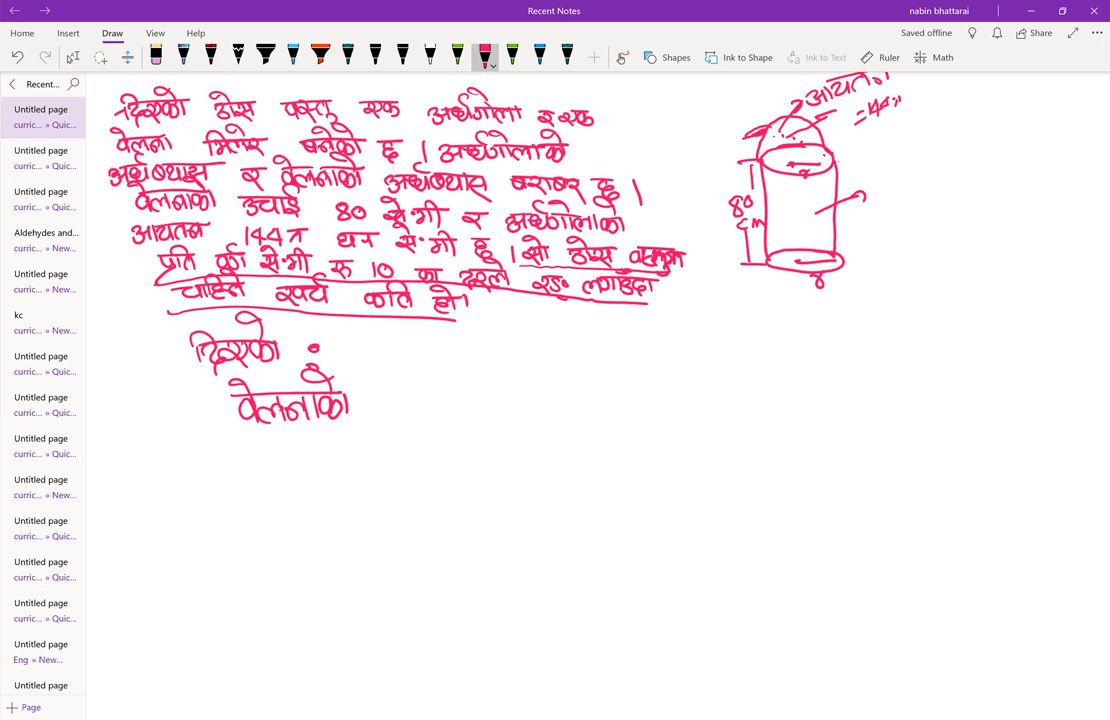 Recent Notes
nabin bhattarai
Home Insert Draw View Help
Saved offline
Share
Shapes
Ink to Shape
Ink to Text
Ruler
Math
Recent...
Untitled page
curric... » Quic...
Untitled page
curric... » Quic...
Untitled page
curric... » Quic...
Aldehydes and...
curric... » New...
Untitled page
curric... » New...
kc
curric... » New...
Untitled page
curric... » Quic...
Untitled page
curric... » Quic...
Untitled page
curric... » Quic...
Untitled page
curric... » New...
Untitled page
curric... » Quic...
Untitled page
curric... » Quic...
Untitled page
curric... » Quic...
Untitled page
Eng » New...
Untitled page
Page
दिएको ठोस वस्तु एक अर्धगोला र एक
वेलना मिलेर बनेको छ । अर्धगोलाको
अर्धव्यास र वेलनाको अर्धव्यास बराबर छ ।
वेलनाको उचाई 80 से.मी र अर्धगोलाको
आयतन 144π घन से.मी छ । सो ठोस वस्तुमा
प्रति वर्ग से.मी रु 10 का दरले रङ लगाउँदा
चाहिने खर्च कति हो।
दिएको :
वेलनाको
आयतन
80
cm
r